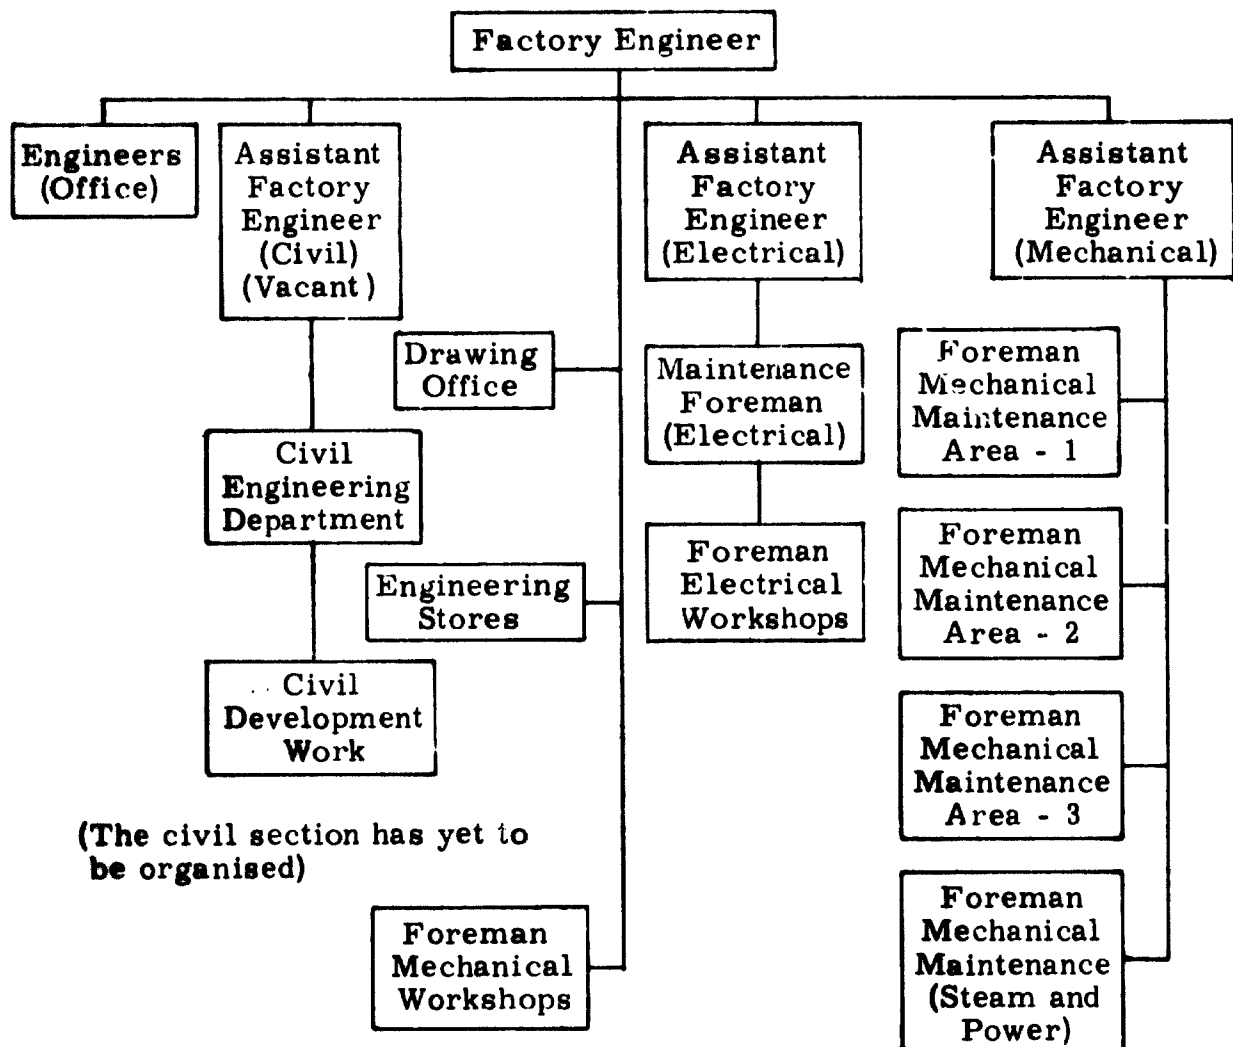 Factory Engineer
Engineers
(Office)
Assistant
Factory
Engineer
(Civil)
(Vacant)
Assistant
Factory
Engineer
(Electrical)
Assistant
Factory
Engineer
(Mechanical)
Drawing
Office
Maintenance
Foreman
(Electrical)
Foreman
Mechanical
Maintenance
Area - 1
Civil
Engineering
Department
Engineering
Stores
Foreman
Electrical
Workshops
Foreman
Mechanical
Maintenance
Area - 2
Civil
Development
Work
Foreman
Mechanical
Maintenance
Area - 3
(The civil section has yet to
be organised)
Foreman
Mechanical
Workshops
Foreman
Mechanical
Maintenance
(Steam and
Power)